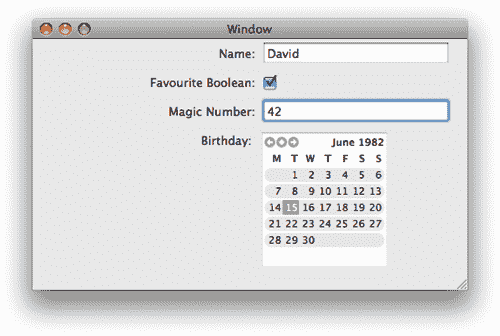 Window
Name: David
Favourite Boolean:
Magic Number: 42
Birthday:
June 1982
M T W T F S S
1 2 3 4 5 6
7 8 9 10 11 12 13
14 15 16 17 18 19 20
21 22 23 24 25 26 27
28 29 30